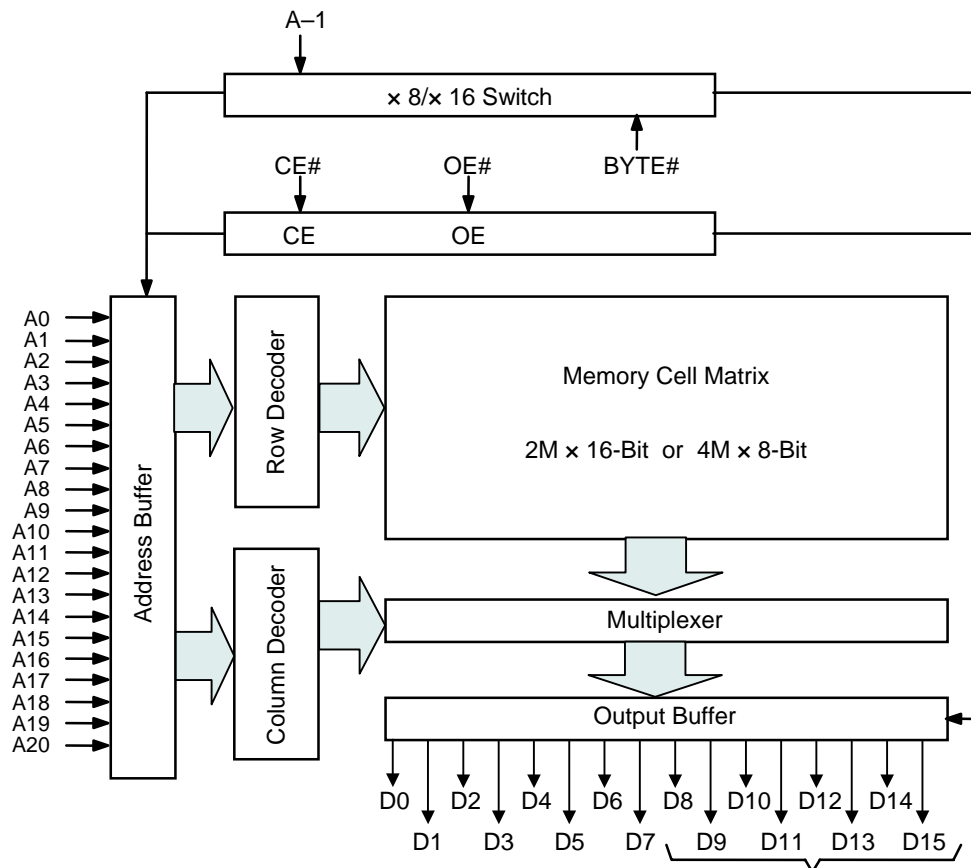 A–1
× 8/× 16 Switch
CE#
OE#
BYTE#
CE
OE
A0
A1
A2
A3
A4
A5
A6
A7
A8
A9
A10
A11
A12
A13
A14
A15
A16
A17
A18
A19
A20
Address Buffer
Row Decoder
Column Decoder
Memory Cell Matrix
2M × 16-Bit or 4M × 8-Bit
Multiplexer
Output Buffer
D0 D2 D4 D6 D8 D10 D12 D14
D1 D3 D5 D7 D9 D11 D13 D15